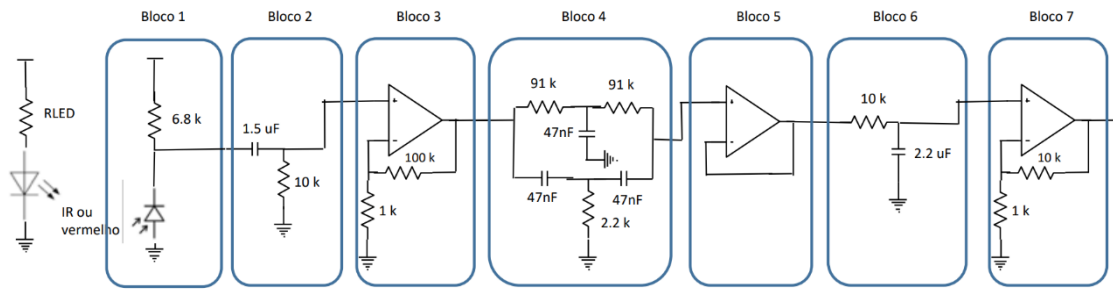 Bloco 1
Bloco 2
Bloco 3
Bloco 4
Bloco 5
Bloco 6
Bloco 7
RLED
IR ou
vermelho
6.8 k
1.5 uF
10 k
+
-
100 k
1 k
91 k
91 k
47nF
47nF
47nF
2.2 k
+
-
10 k
2.2 uF
+
-
10 k
1 k